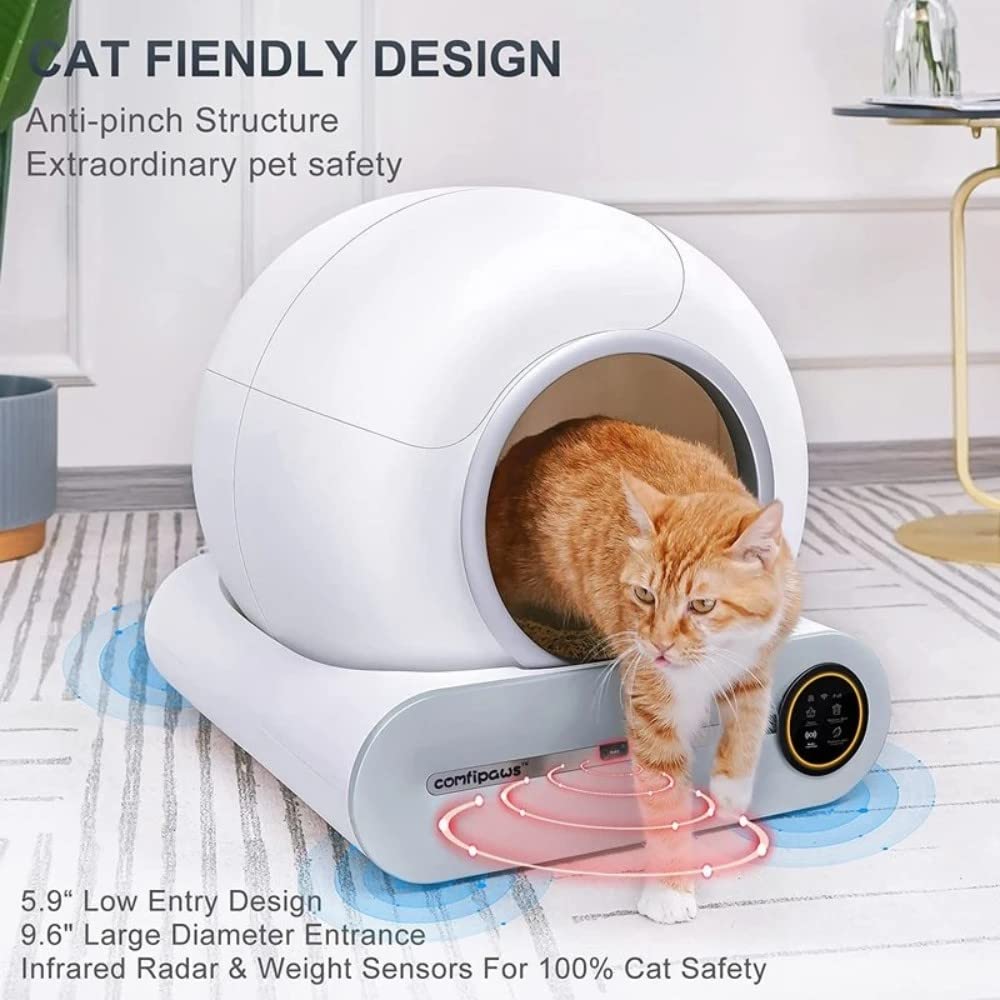 CAT FIENDLY DESIGN
Anti-pinch Structure
Extraordinary pet safety
comfipaws™
5.9“ Low Entry Design
9.6" Large Diameter Entrance
Infrared Radar & Weight Sensors For 100% Cat Safety